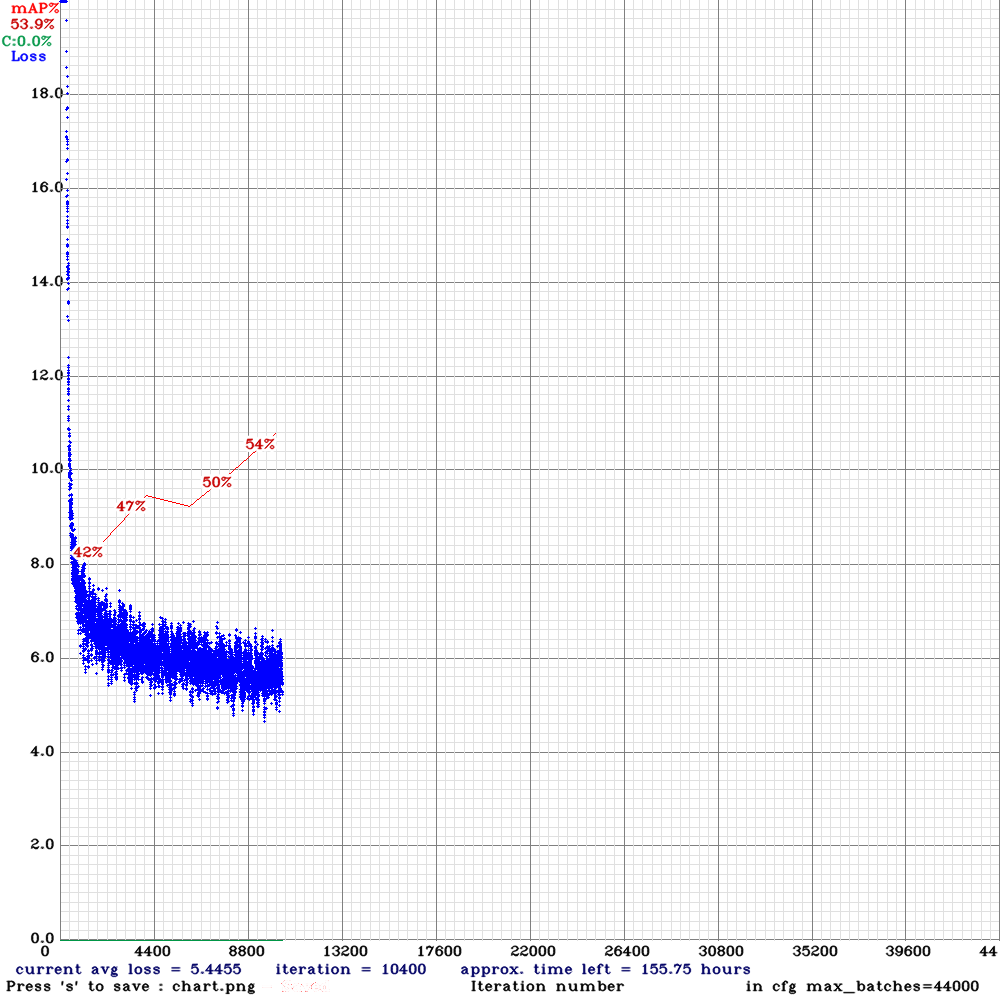 mAP%
53.9%
C:0.0%
Loss
18.0
16.0
14.0
12.0
10.0
54%
50%
47%
42%
8.0
6.0
4.0
2.0
0.0
0 4400 8800 13200 17600 22000 26400 30800 35200 39600 44
current avg loss = 5.4455 iteration = 10400 approx. time left = 155.75 hours
Press 's' to save : chart.png Iteration number in cfg max_batches=44000